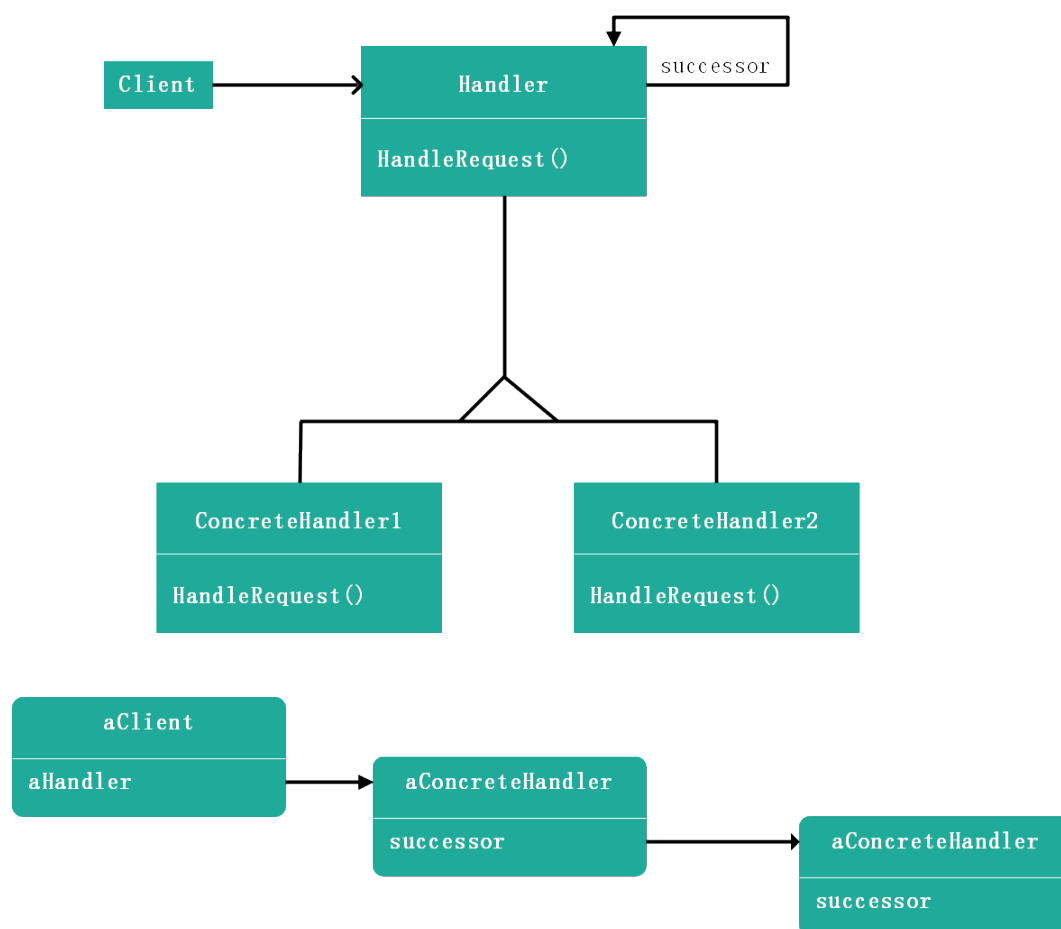 successor
Client
Handler
HandleRequest()
ConcreteHandler1
ConcreteHandler2
HandleRequest()
HandleRequest()
aClient
aHandler
aConcreteHandler
successor
aConcreteHandler
successor